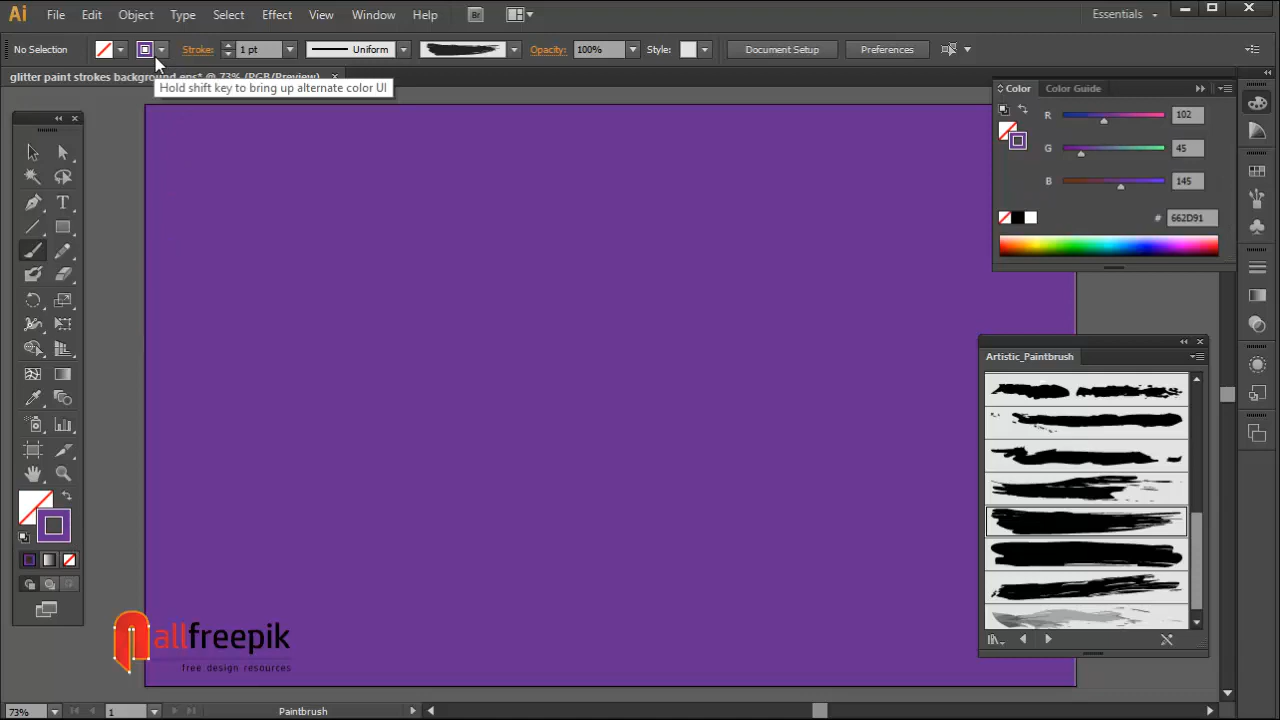 Ai File Edit Object Type Select Effect View Window Help Br Essentials
No Selection Stroke: 1 pt Uniform Opacity: 100% Style: Document Setup Preferences
glitter paint strokes background.eps* @ 73% (RGB/Preview)
Hold shift key to bring up alternate color UI
Color Color Guide
R 102
G 45
B 145
# 662D91
Artistic_Paintbrush
allfreepik
free design resources
73% 1 Paintbrush